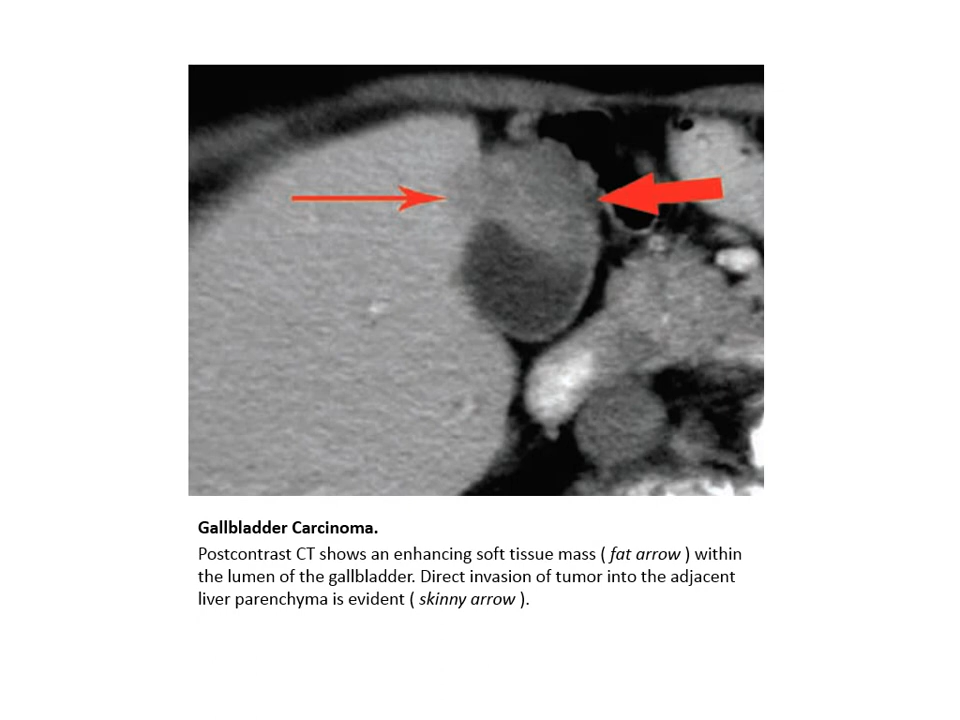 Gallbladder Carcinoma.
Postcontrast CT shows an enhancing soft tissue mass ( fat arrow ) within
the lumen of the gallbladder. Direct invasion of tumor into the adjacent
liver parenchyma is evident ( skinny arrow ).